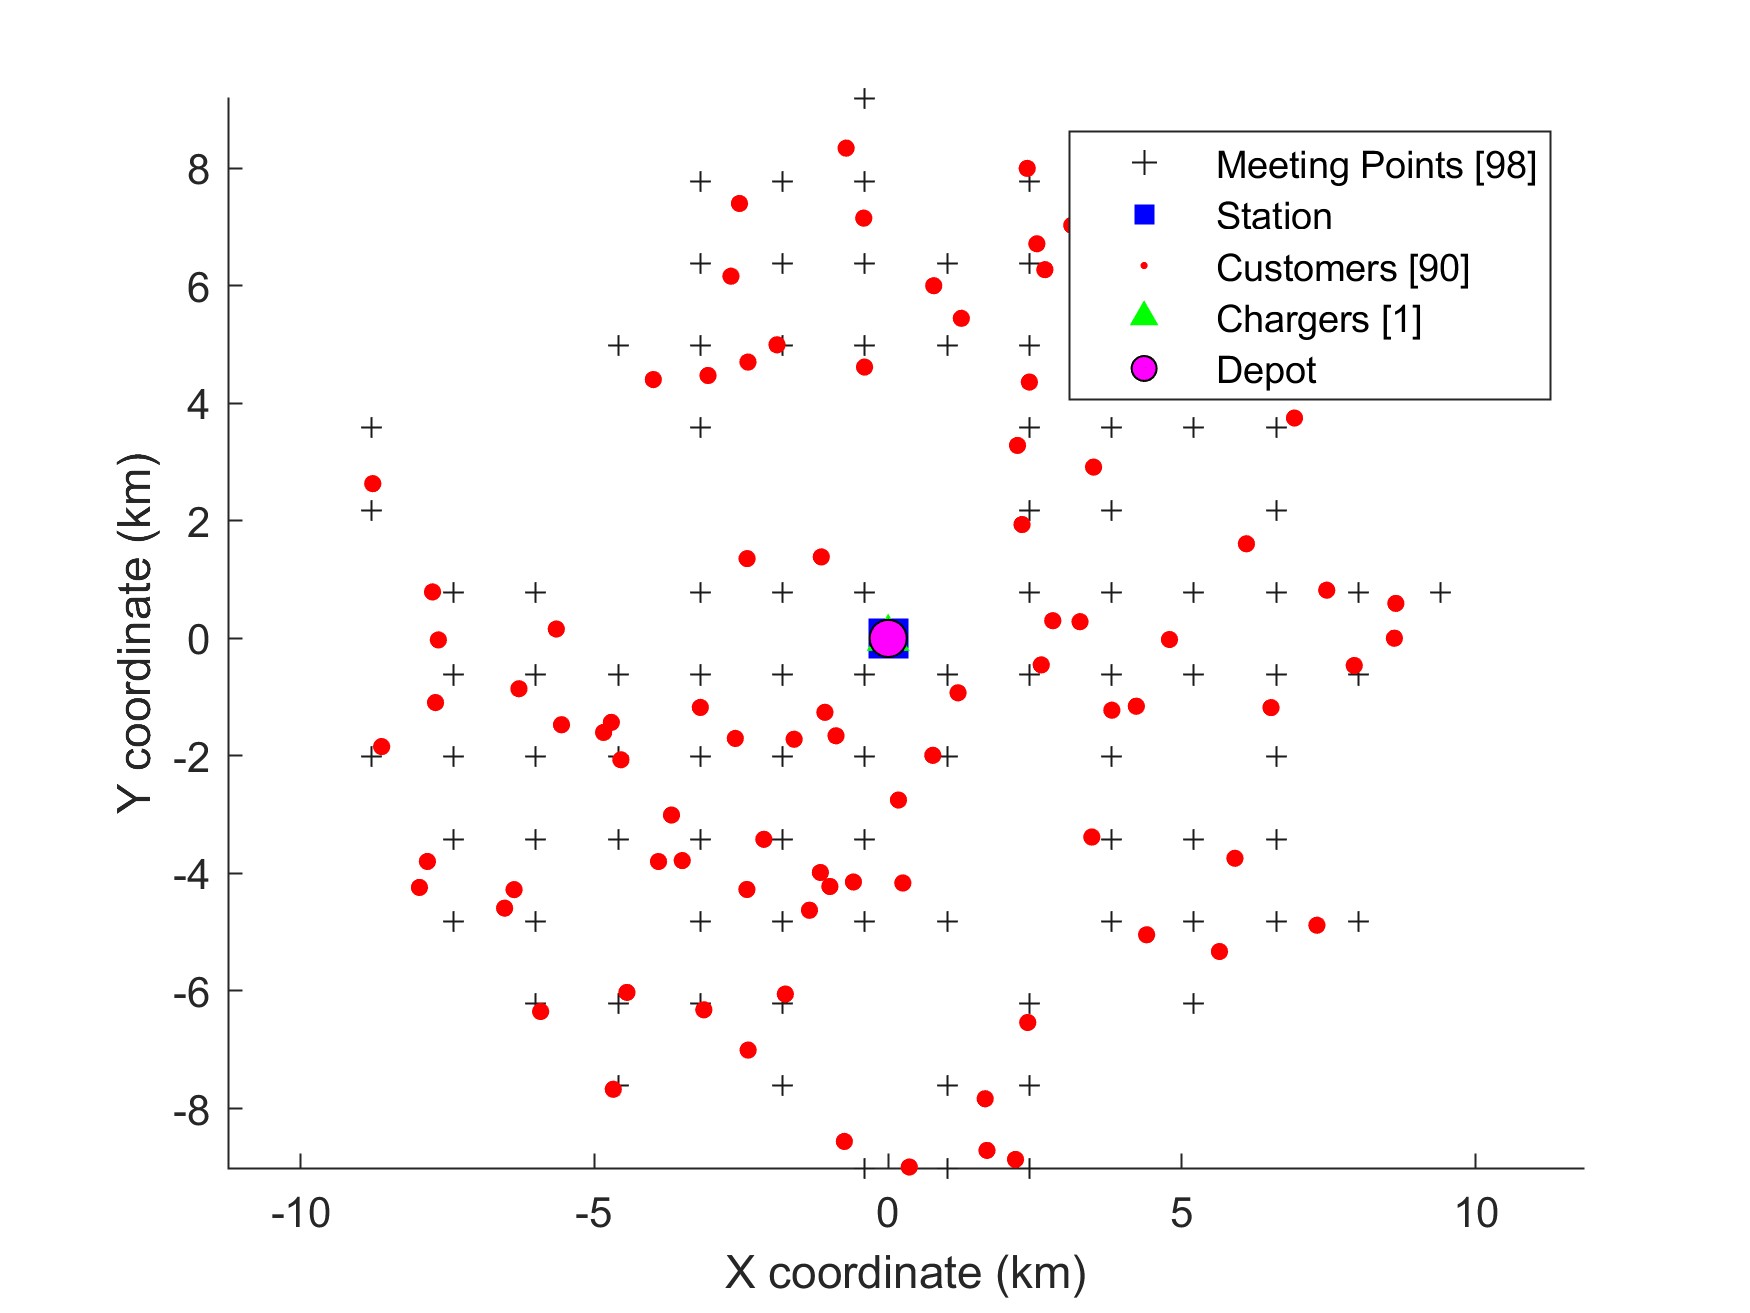 8
6
4
2
0
-2
-4
-6
-8
Y coordinate (km)
Meeting Points [98]
Station
Customers [90]
Chargers [1]
Depot
-10 -5 0 5 10
X coordinate (km)